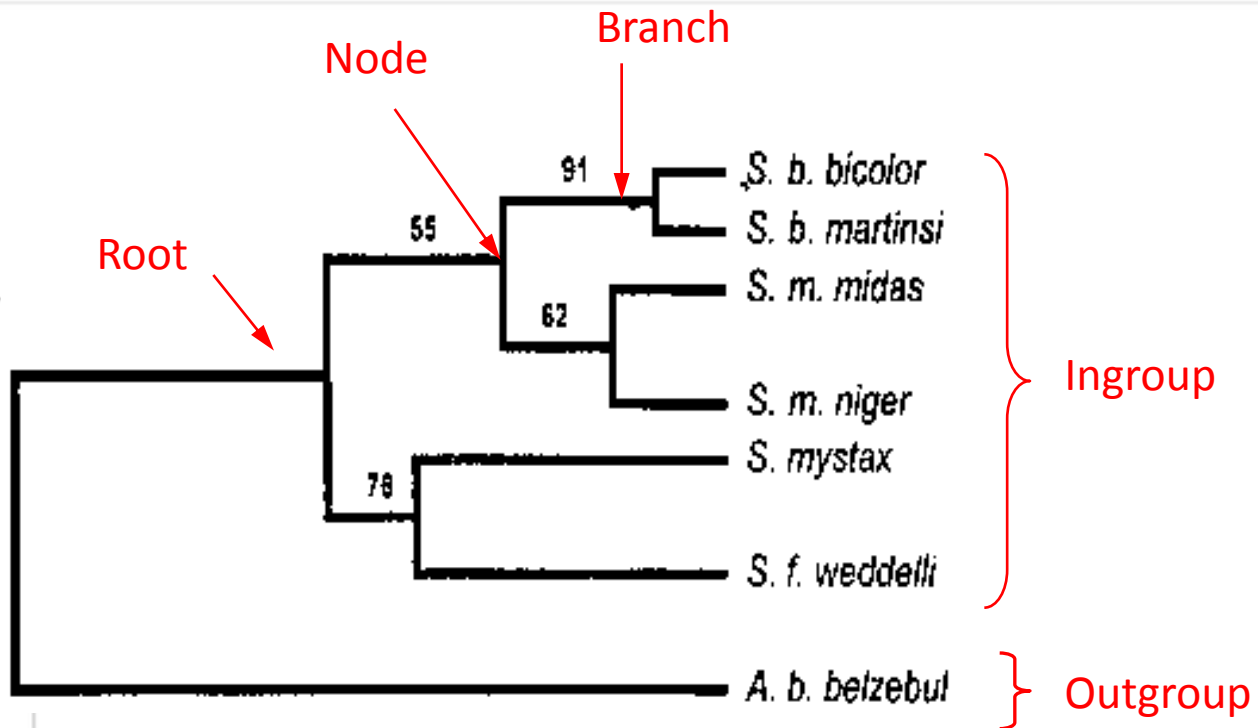 Branch
Node
91
S. b. bicolor
55
S. b. martinsi
Root
S. m. midas
62
Ingroup
S. m. niger
S. mystax
78
S. f. weddelli
A. b. belzebul
Outgroup